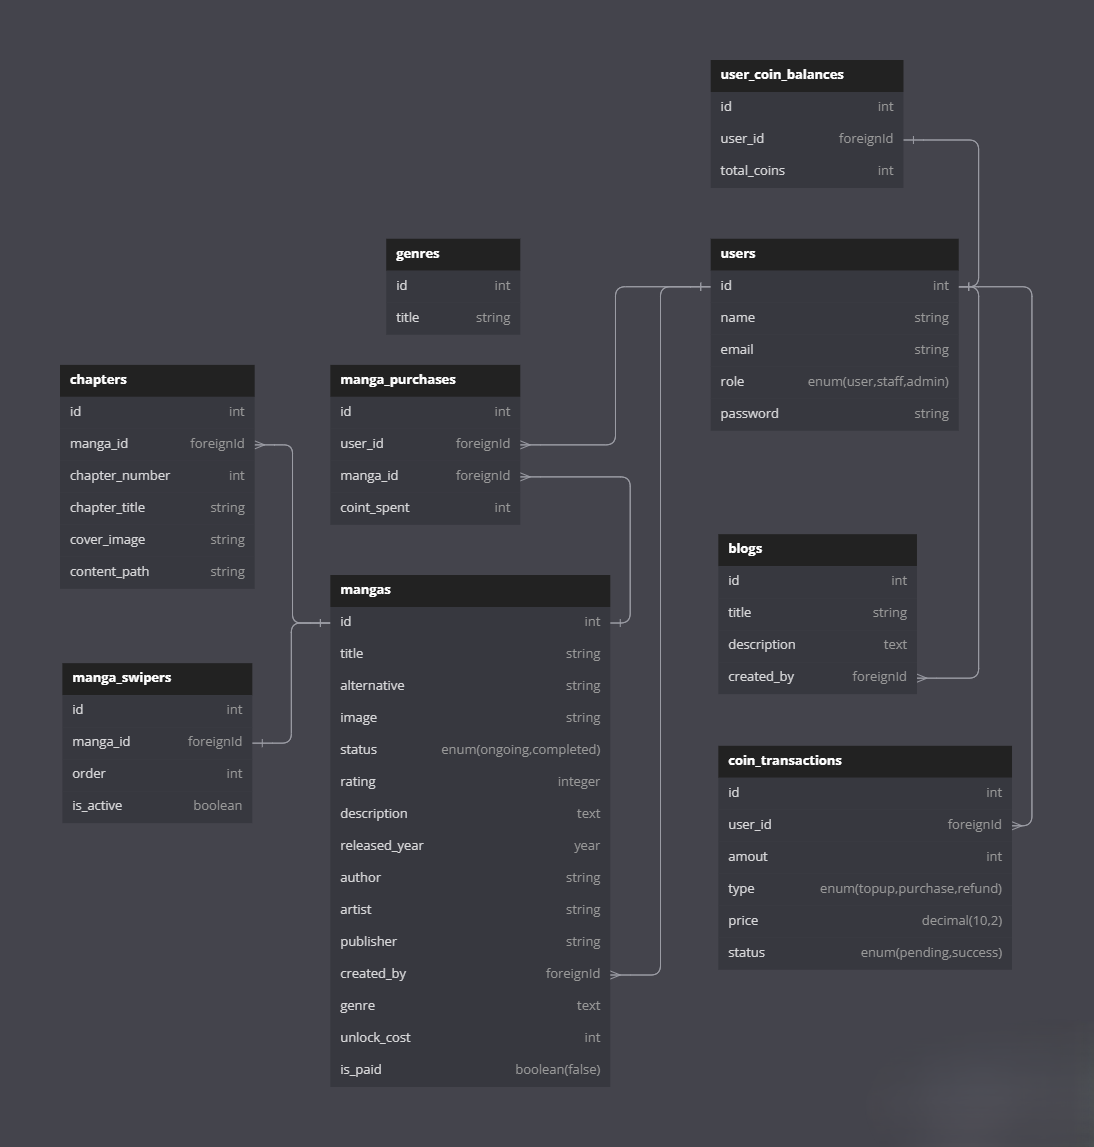 user_coin_balances
id int
user_id foreignId
total_coins int
genres
id int
title string
users
id int
name string
email string
role enum(user,staff,admin)
password string
chapters
id int
manga_id foreignId
chapter_number int
chapter_title string
cover_image string
content_path string
manga_purchases
id int
user_id foreignId
manga_id foreignId
coint_spent int
blogs
id int
title string
description text
created_by foreignId
mangas
id int
title string
alternative string
image string
status enum(ongoing,completed)
rating integer
description text
released_year year
author string
artist string
publisher string
created_by foreignId
genre text
unlock_cost int
is_paid boolean(false)
manga_swipers
id int
manga_id foreignId
order int
is_active boolean
coin_transactions
id int
user_id foreignId
amout int
type enum(topup,purchase,refund)
price decimal(10,2)
status enum(pending,success)